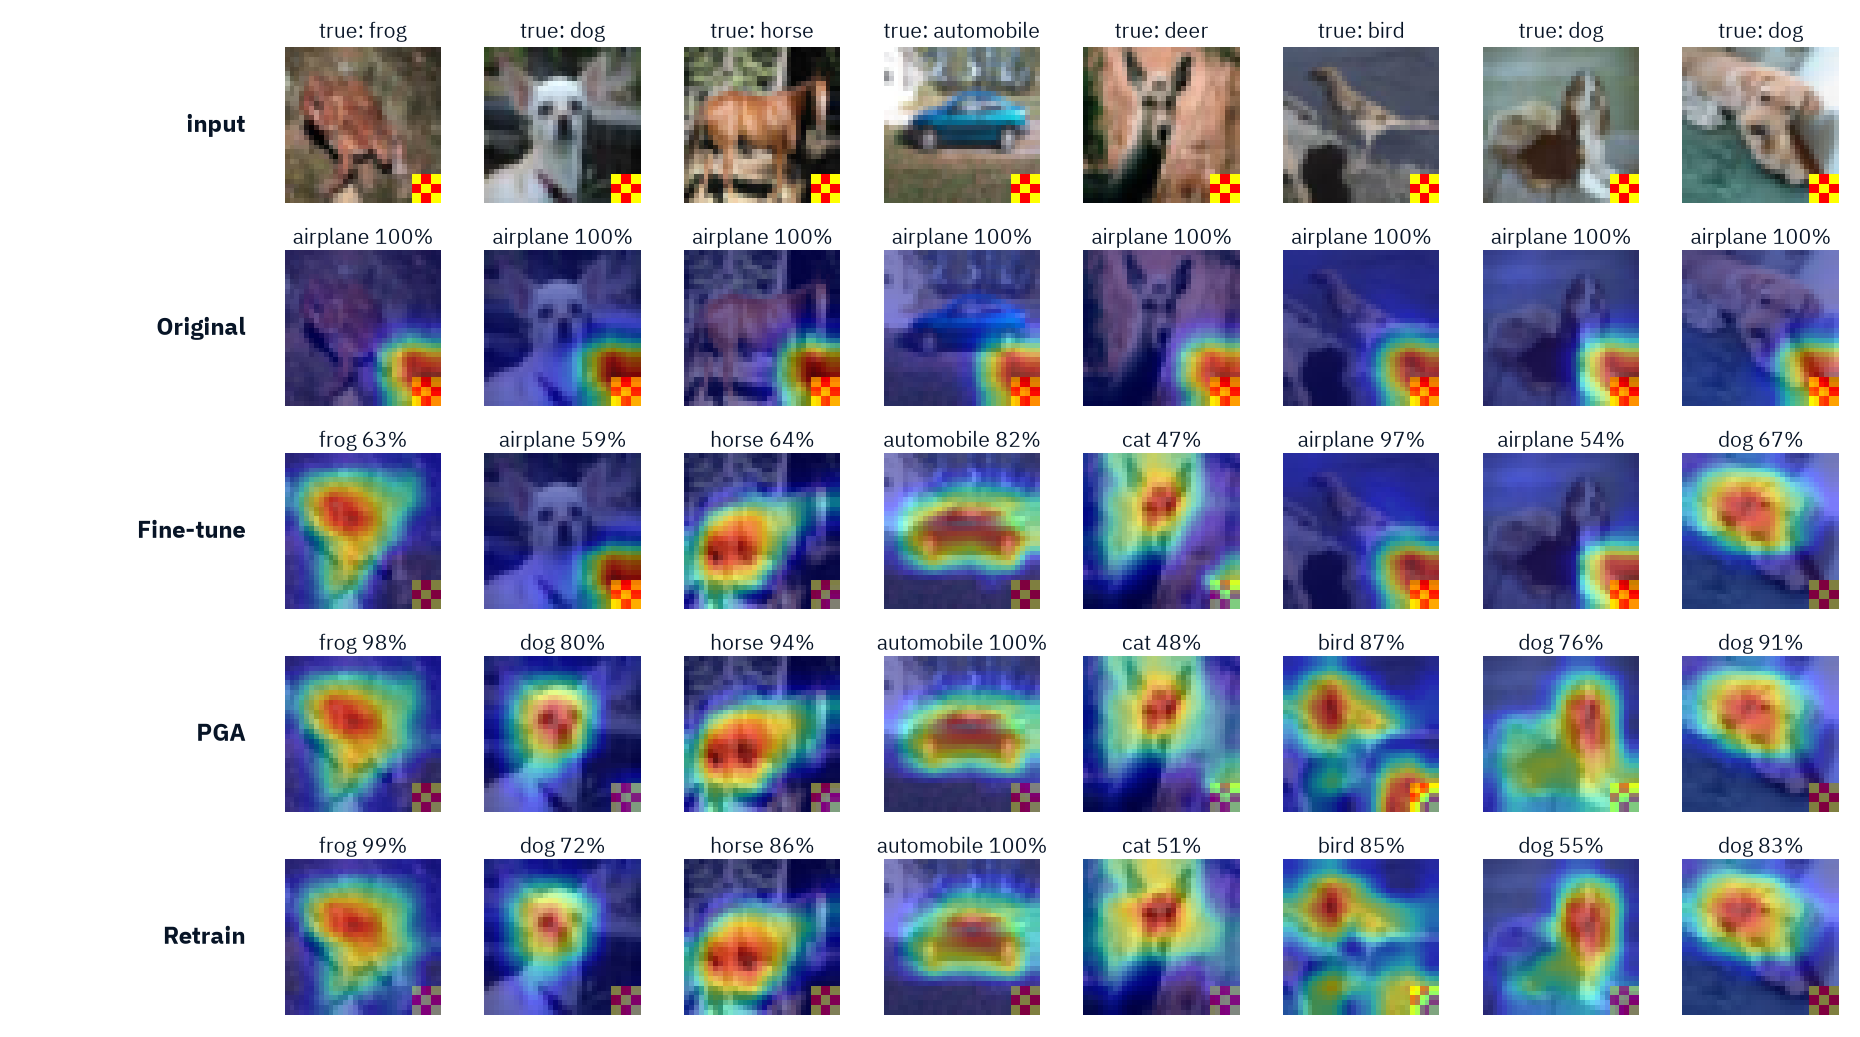 true: frog true: dog true: horse true: automobile true: deer true: bird true: dog true: dog
input
airplane 100% airplane 100% airplane 100% airplane 100% airplane 100% airplane 100% airplane 100% airplane 100%
Original
frog 63% airplane 59% horse 64% automobile 82% cat 47% airplane 97% airplane 54% dog 67%
Fine-tune
frog 98% dog 80% horse 94% automobile 100% cat 48% bird 87% dog 76% dog 91%
PGA
frog 99% dog 72% horse 86% automobile 100% cat 51% bird 85% dog 55% dog 83%
Retrain